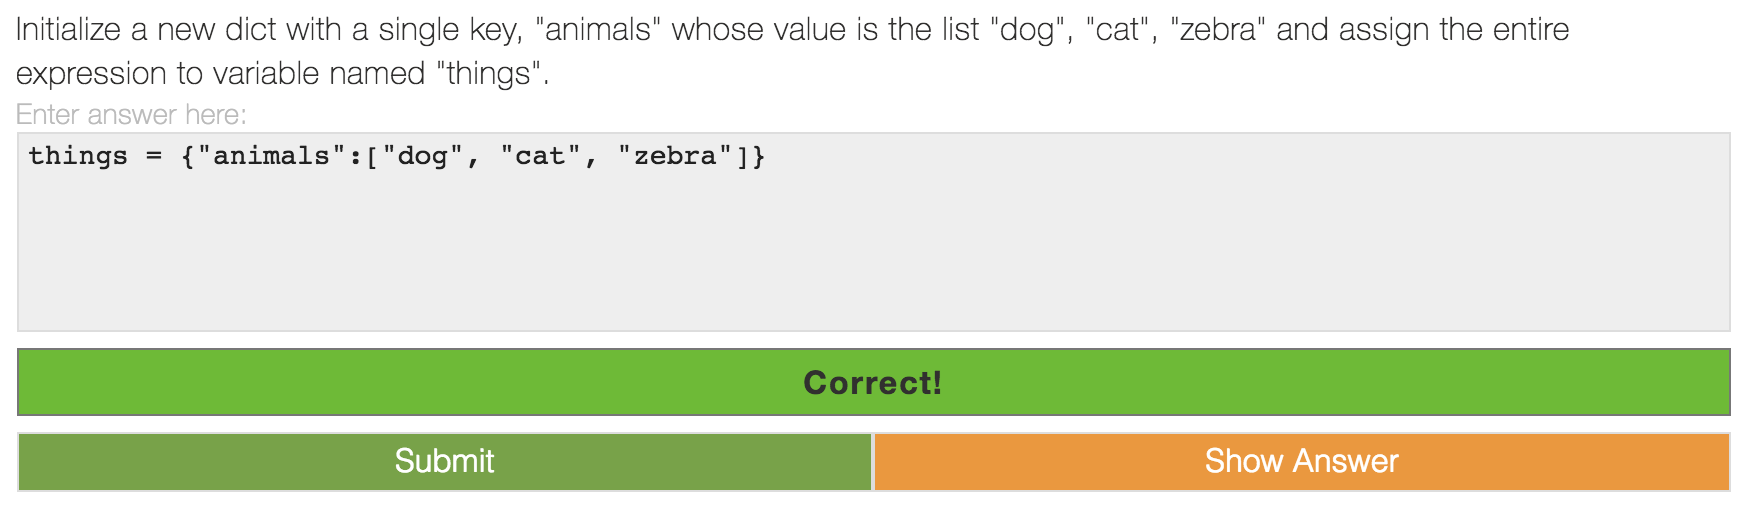 Initialize a new dict with a single key, "animals" whose value is the list "dog", "cat", "zebra" and assign the entire
expression to variable named "things".
Enter answer here:
things = {"animals":["dog", "cat", "zebra"]}
Correct!
Submit
Show Answer